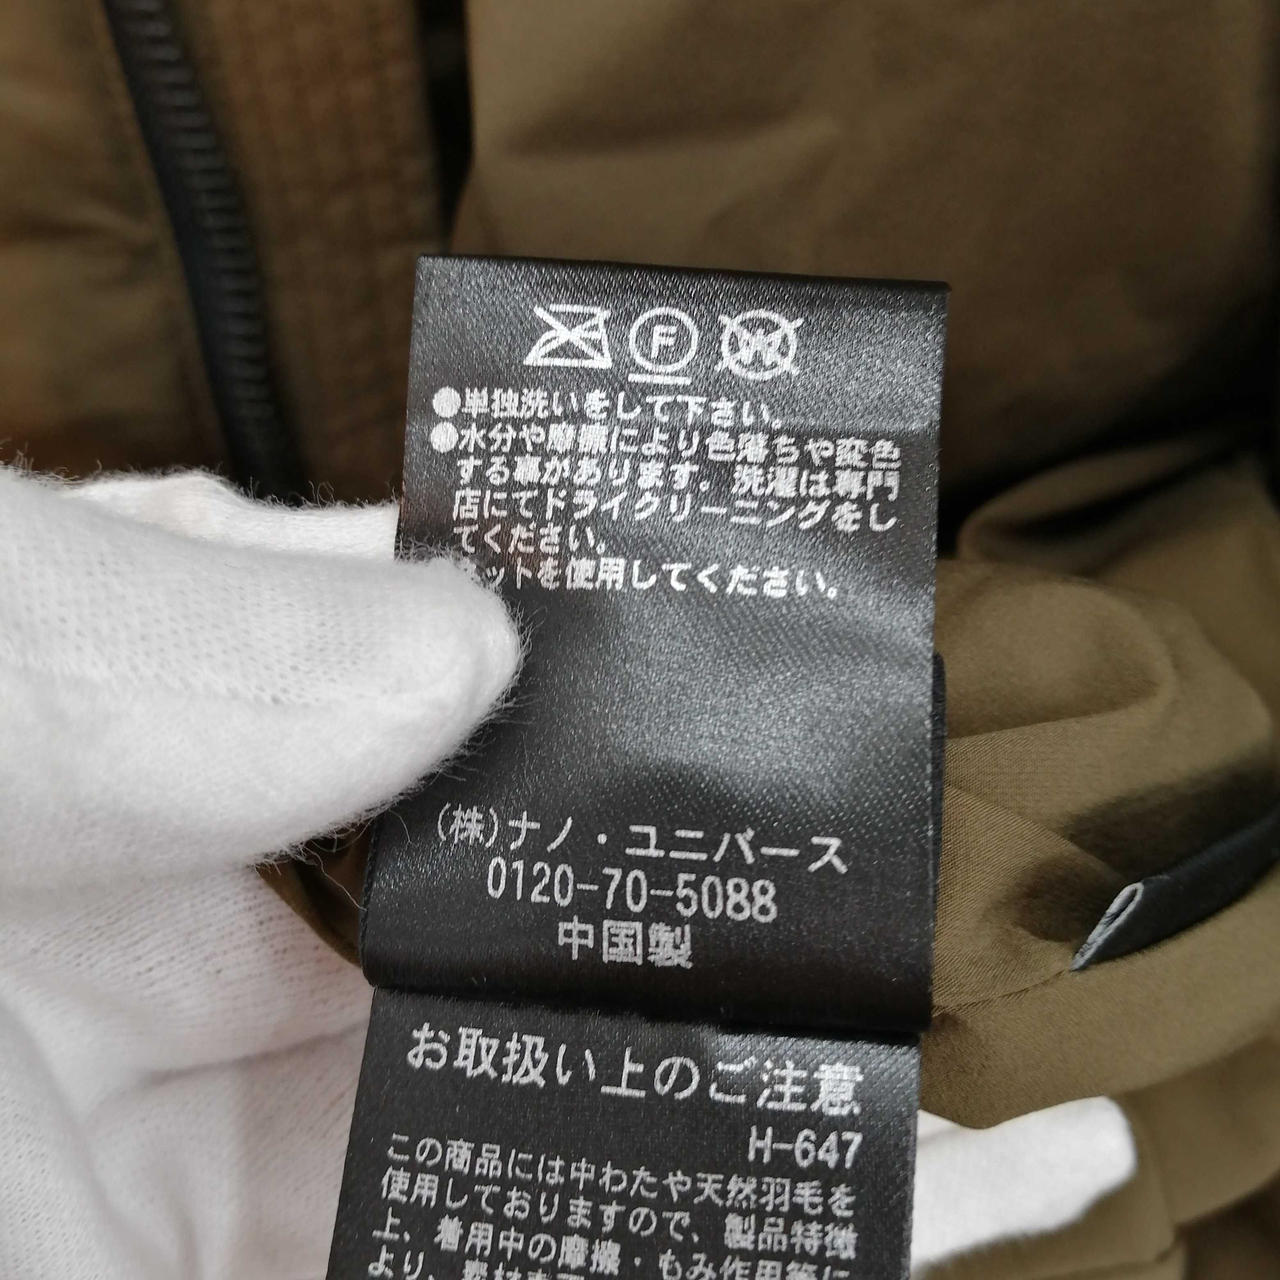 F
W
●単独洗いをして下さい。
●水分や摩擦により色落ちや変色
する事があります。洗濯は専門
店にてドライクリーニングをし
てください。
ットを使用してください。
(株)ナノ・ユニバース
0120-70-5088
中国製
お取扱い上のご注意
H-647
この商品には中わたや天然羽毛を
使用しておりますので、製品特徴
上、着用中の摩擦・もみ作用等に
より、素材表